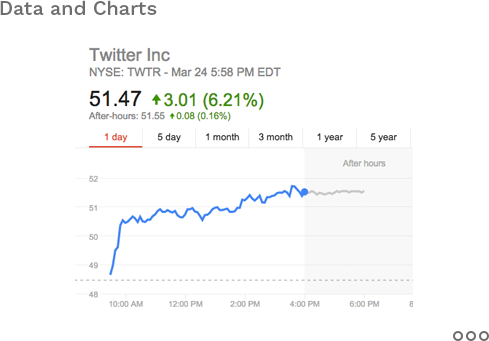 Data and Charts
Twitter Inc
NYSE: TWTR - Mar 24 5:58 PM EDT
51.47 3.01 (6.21%)
After-hours: 51.55 0.08 (0.16%)
1 day 5 day 1 month 3 month 1 year 5 year
After hours
52
51
50
49
48
10:00 AM 12:00 PM 2:00 PM 4:00 PM 6:00 PM 8